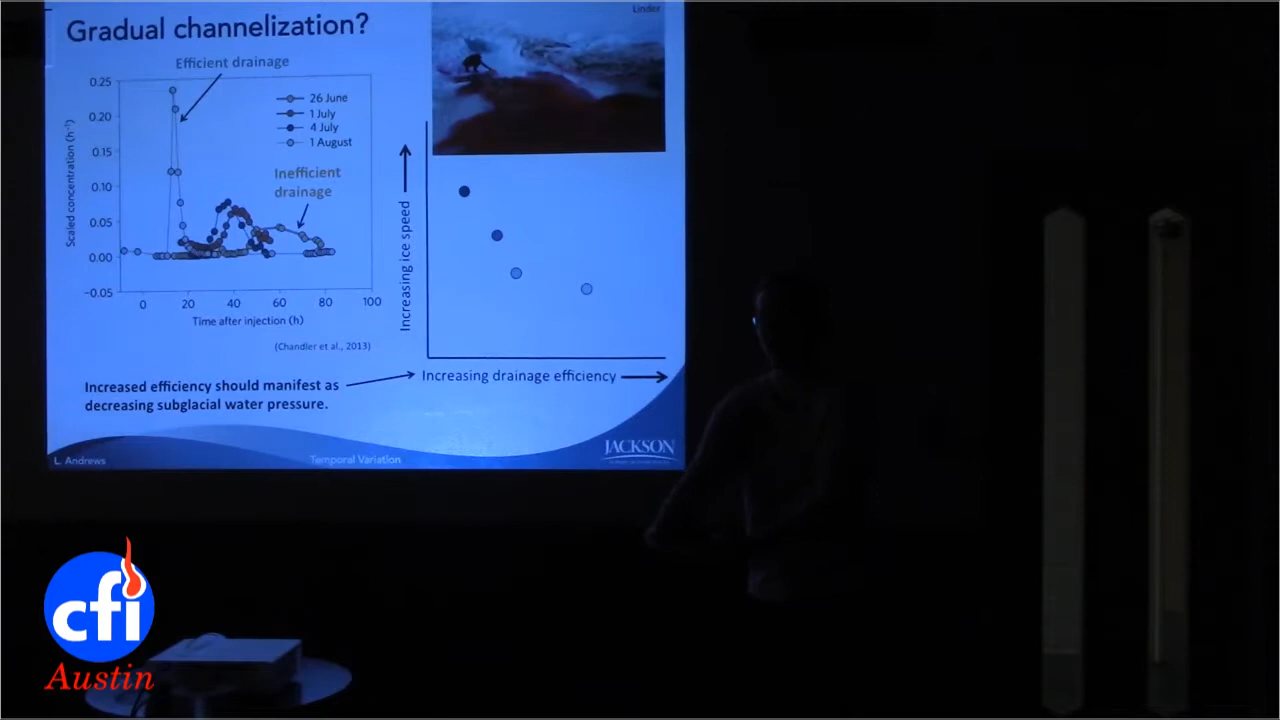 Gradual channelization?
Linder
Efficient drainage
0.25
0.20
0.15
0.10
0.05
0.00
−0.05
Scaled concentration (h⁻¹)
26 June
1 July
4 July
1 August
Inefficient
drainage
0
20
40
60
80
100
Time after injection (h)
(Chandler et al., 2013)
Increasing ice speed
Increasing drainage efficiency
Increased efficiency should manifest as
decreasing subglacial water pressure.
L. Andrews
Temporal Variation
JACKSON
cfi
Austin